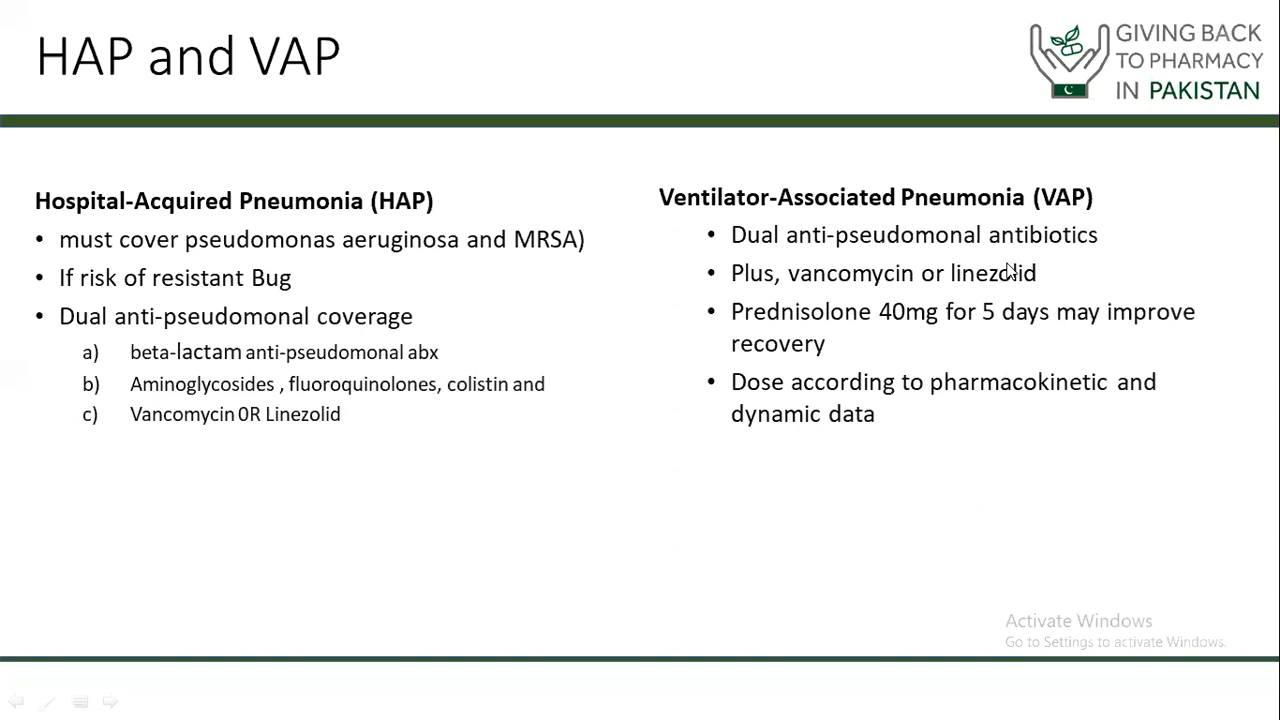 HAP and VAP
GIVING BACK
TO PHARMACY
IN PAKISTAN
Hospital-Acquired Pneumonia (HAP)
• must cover pseudomonas aeruginosa and MRSA)
• If risk of resistant Bug
• Dual anti-pseudomonal coverage
a) beta-lactam anti-pseudomonal abx
b) Aminoglycosides , fluoroquinolones, colistin and
c) Vancomycin 0R Linezolid
Ventilator-Associated Pneumonia (VAP)
• Dual anti-pseudomonal antibiotics
• Plus, vancomycin or linezolid
• Prednisolone 40mg for 5 days may improve
recovery
• Dose according to pharmacokinetic and
dynamic data
Activate Windows
Go to Settings to activate Windows.